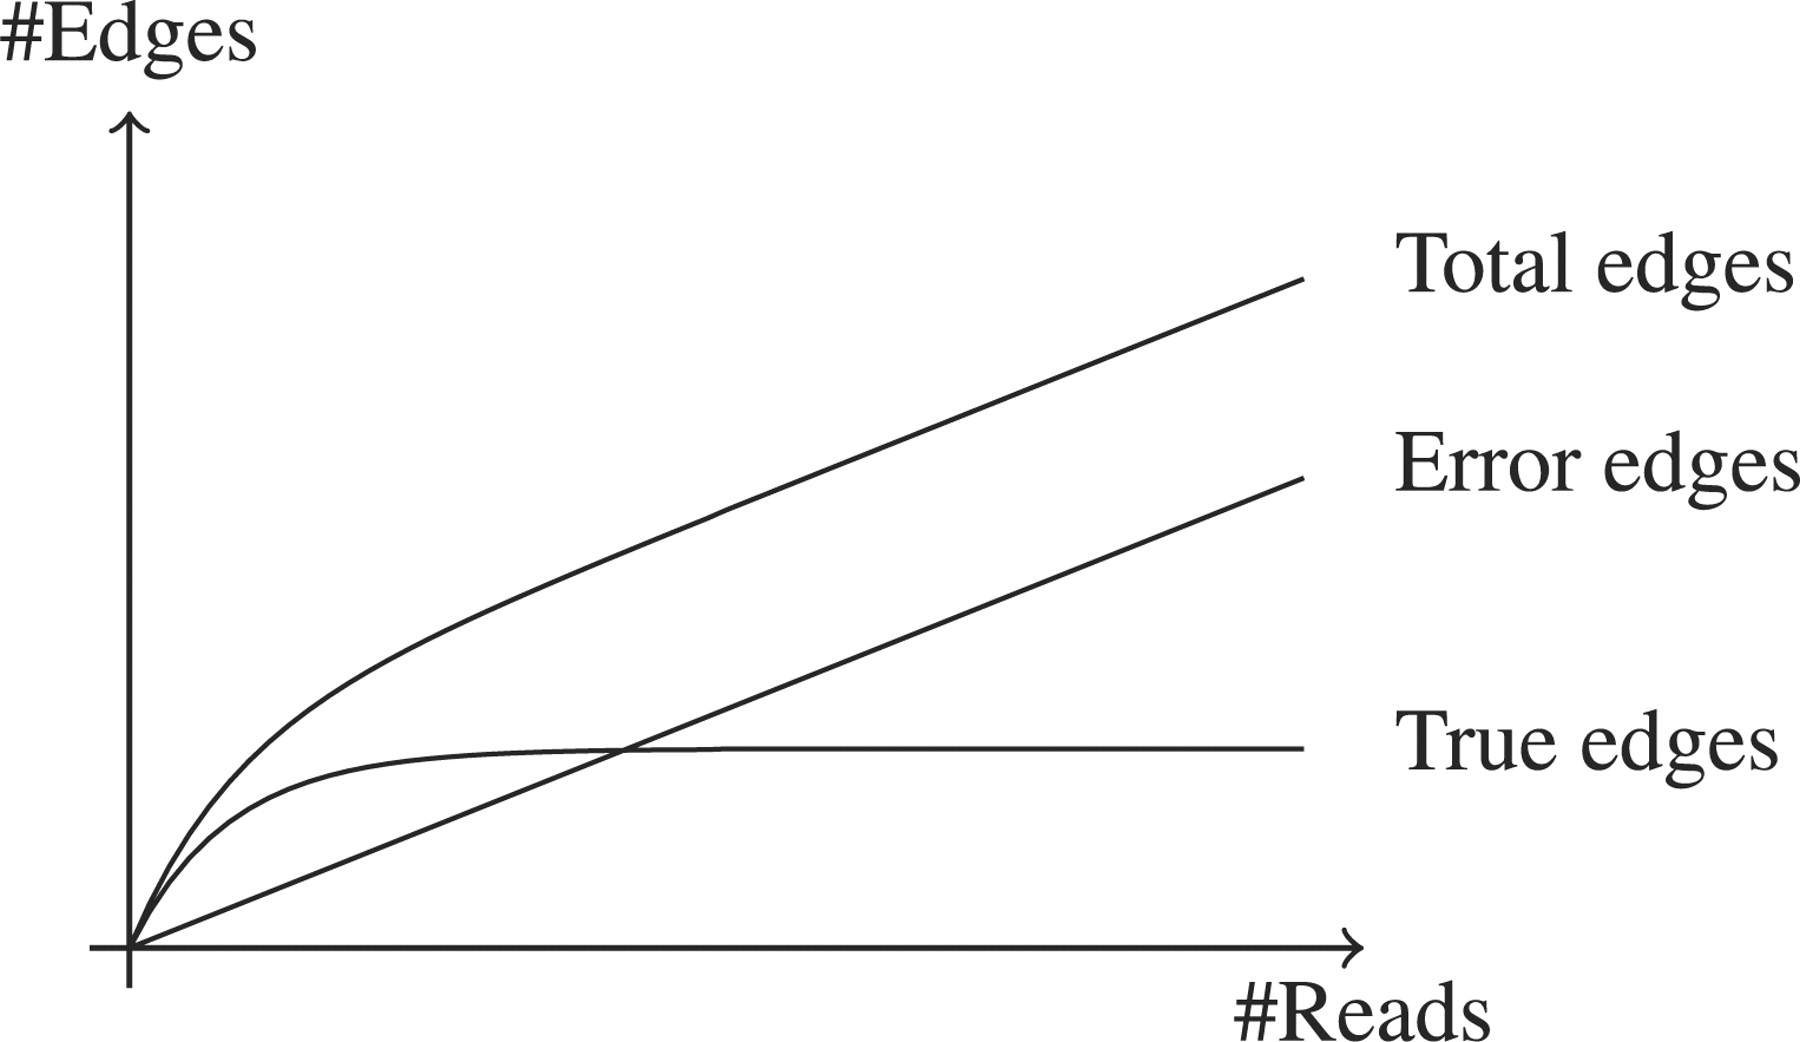 #Edges
Total edges
Error edges
True edges
#Reads